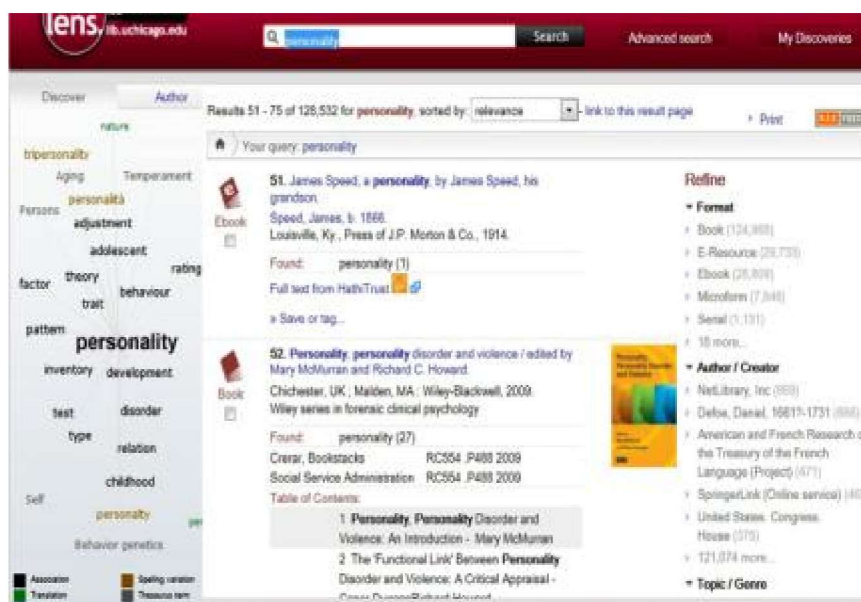 lens.
lib.uchicago.edu
personality
Search
Advanced search
My Discoveries
Discover
Author
nature
tripersonality
Aging
Temperament
personalità
Persons
adjustment
adolescent
rating
theory
factor
behaviour
trait
pattern
personality
inventory
development
test
disorder
type
relation
childhood
Self
personalty
Behavior genetics
Association
Spelling variation
Translation
Thesaurus term
Results 51 - 75 of 126,532 for personality, sorted by: relevance - link to this result page
Print
Your query: personality
Ebook
51. James Speed, a personality, by James Speed, his
grandson.
Speed, James, b. 1866.
Louisville, Ky., Press of J.P. Morton & Co., 1914.
Found: personality (1)
Full text from HathiTrust
» Save or tag...
Book
52. Personality, personality disorder and violence / edited by
Mary McMurran and Richard C. Howard.
Chichester, UK ; Malden, MA : Wiley-Blackwell, 2009.
Wiley series in forensic clinical psychology
Found: personality (27)
Crerar, Bookstacks RC554 .P488 2009
Social Service Administration RC554 .P488 2009
Table of Contents:
1 Personality, Personality Disorder and
Violence: An Introduction - Mary McMurran
2 The 'Functional Link' Between Personality
Disorder and Violence: A Critical Appraisal -
Refine
Format
Book
E-Resource
Ebook
Microform
Serial (1,131)
18 more...
Author / Creator
NetLibrary, Inc
Defoe, Daniel, 1661?-1731
American and French Research o
the Treasury of the French
Language (Project) (471)
SpringerLink (Online service)
United States. Congress.
House
121,074 more...
Topic / Genre